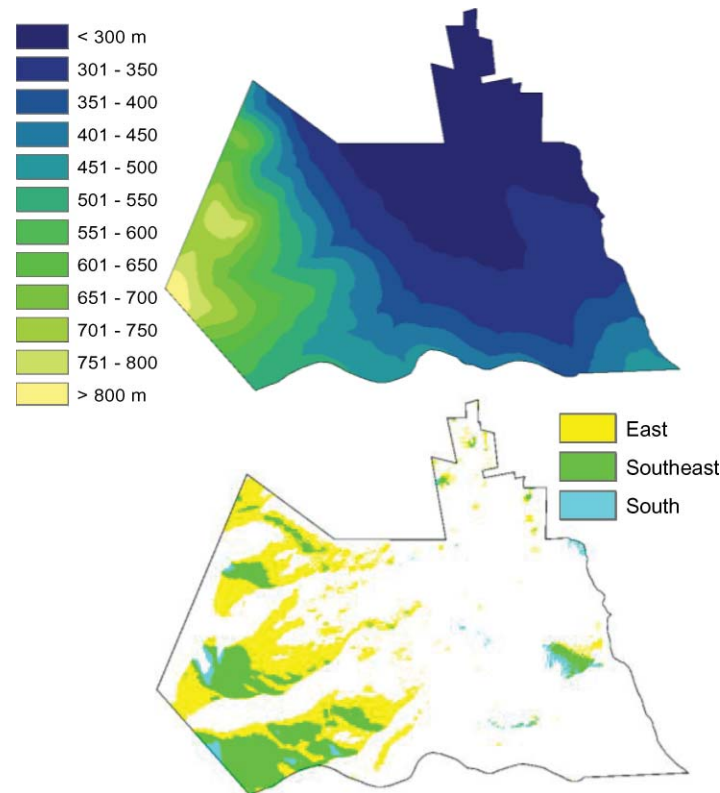 < 300 m
301 - 350
351 - 400
401 - 450
451 - 500
501 - 550
551 - 600
601 - 650
651 - 700
701 - 750
751 - 800
> 800 m
East
Southeast
South